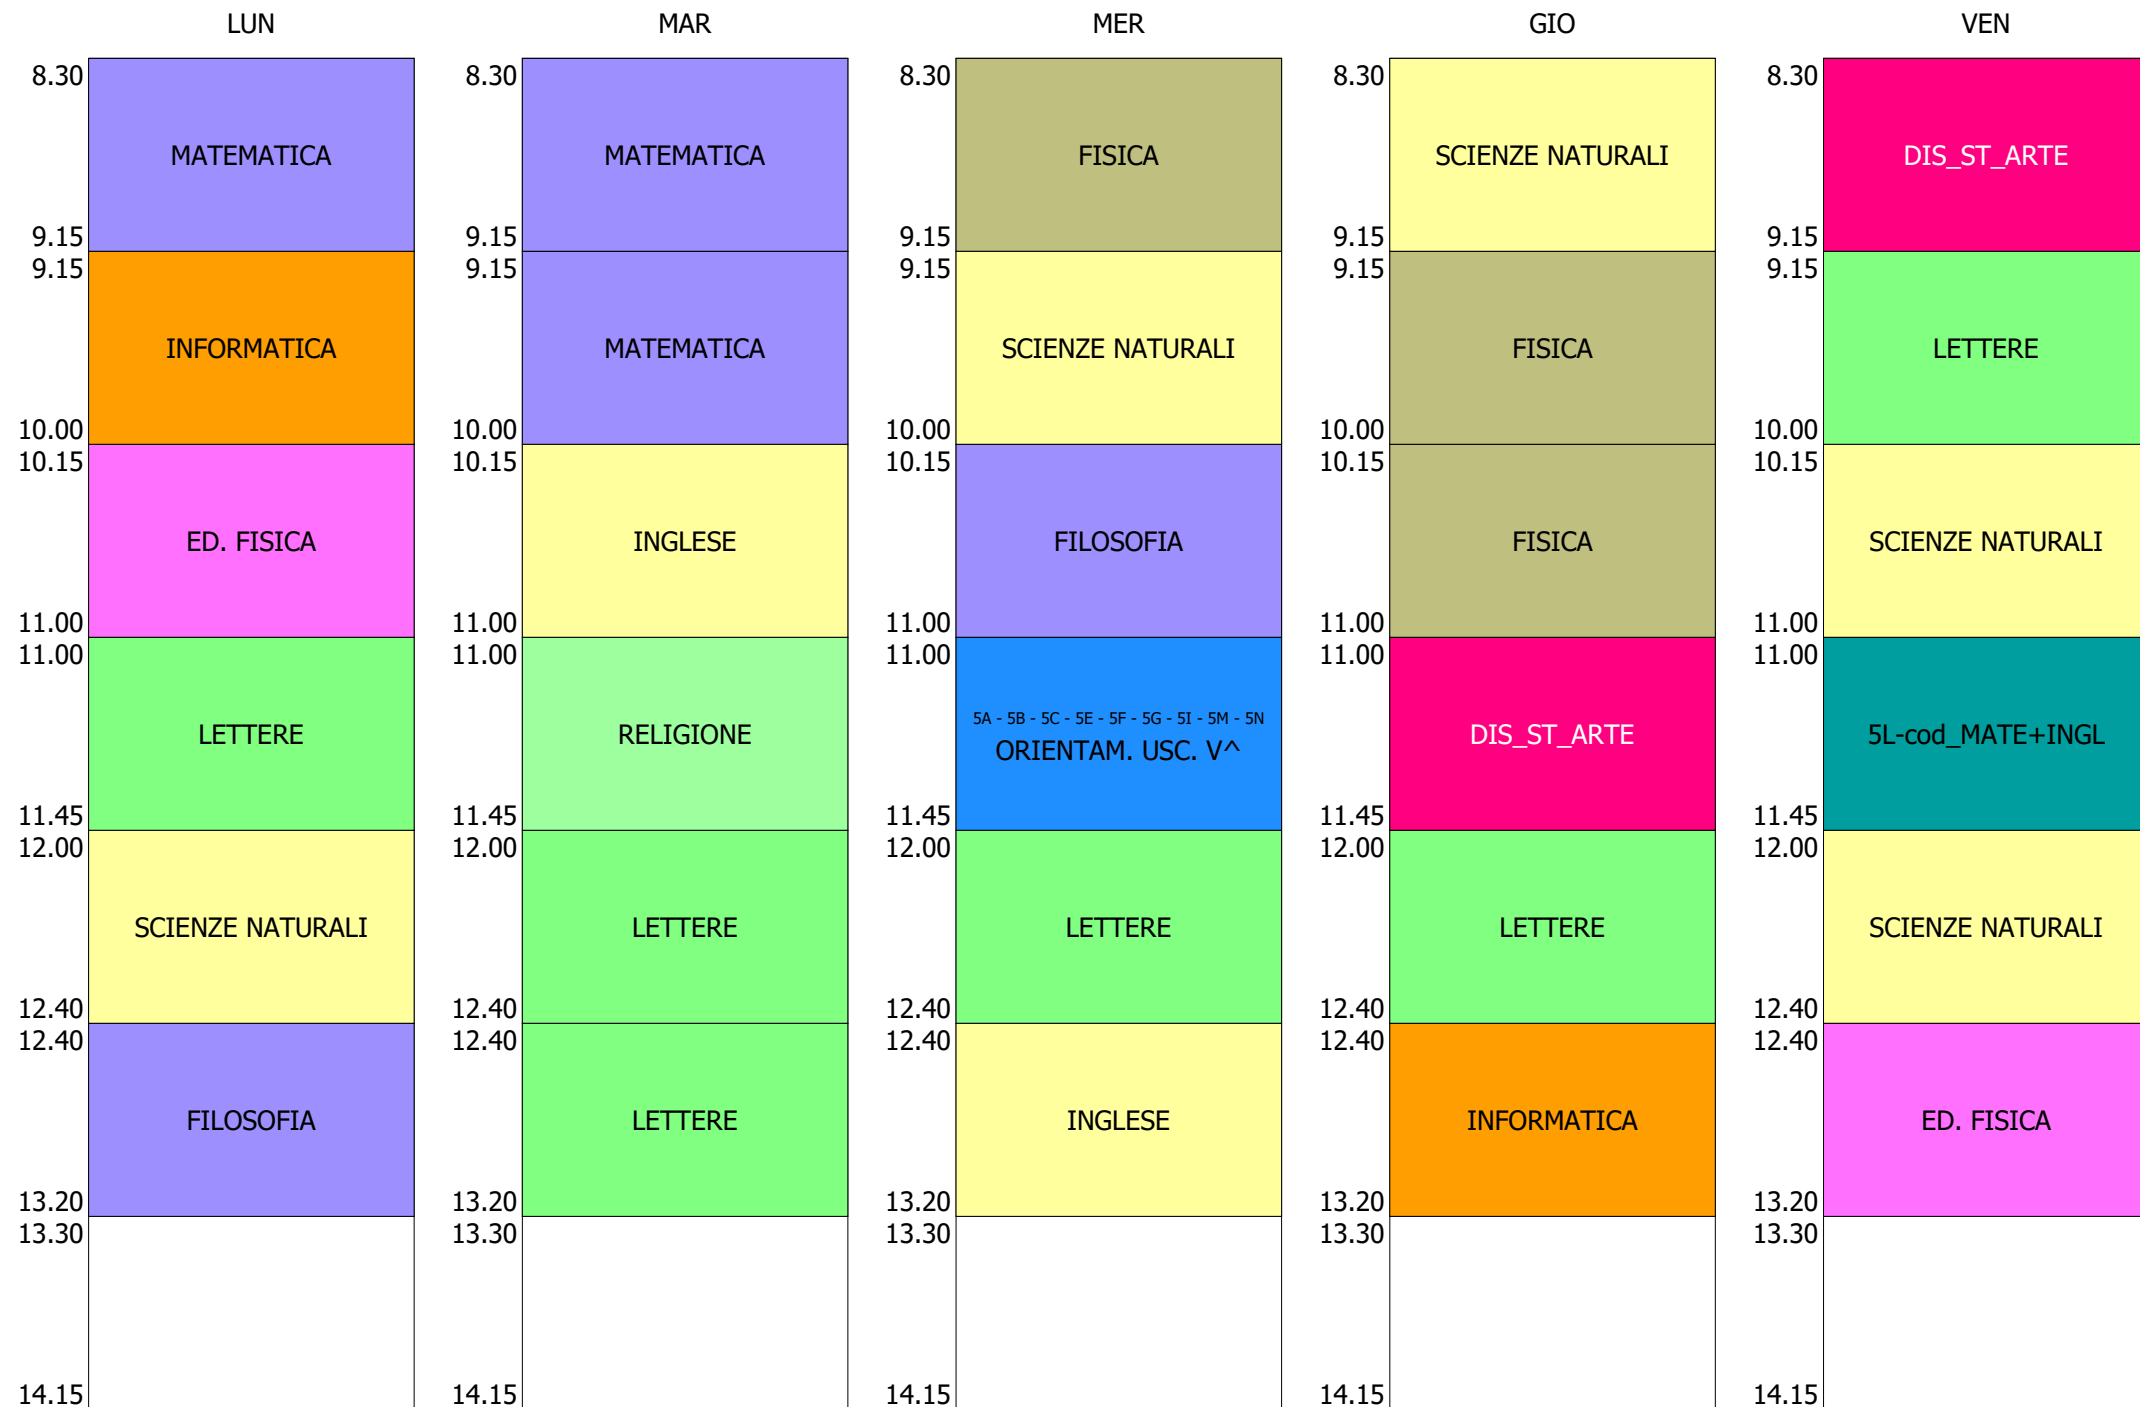 LUN
MAR
MER
GIO
VEN
8.30
MATEMATICA
9.15
8.30
MATEMATICA
9.15
8.30
FISICA
9.15
8.30
SCIENZE NATURALI
9.15
8.30
DIS_ST_ARTE
9.15
9.15
INFORMATICA
10.00
9.15
MATEMATICA
10.00
9.15
SCIENZE NATURALI
10.00
9.15
FISICA
10.00
9.15
LETTERE
10.00
10.15
ED. FISICA
11.00
10.15
INGLESE
11.00
10.15
FILOSOFIA
11.00
10.15
FISICA
11.00
10.15
SCIENZE NATURALI
11.00
11.00
LETTERE
11.45
11.00
RELIGIONE
11.45
11.00
5A - 5B - 5C - 5E - 5F - 5G - 5I - 5M - 5N
ORIENTAM. USC. V^
11.45
11.00
DIS_ST_ARTE
11.45
11.00
5L-cod_MATE+INGL
11.45
12.00
SCIENZE NATURALI
12.40
12.00
LETTERE
12.40
12.00
LETTERE
12.40
12.00
LETTERE
12.40
12.00
SCIENZE NATURALI
12.40
12.40
FILOSOFIA
13.20
12.40
LETTERE
13.20
12.40
INGLESE
13.20
12.40
INFORMATICA
13.20
12.40
ED. FISICA
13.20
13.30
14.15
13.30
14.15
13.30
14.15
13.30
14.15
13.30
14.15